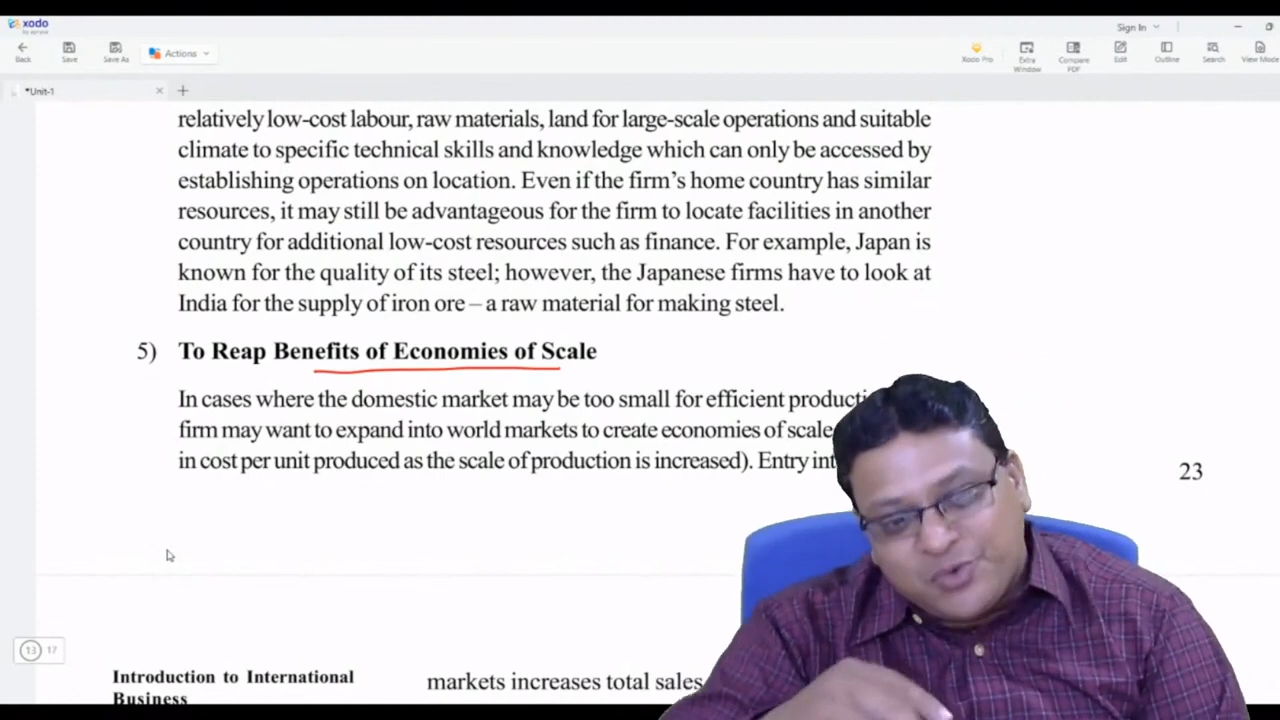 xodo
Sign In
Back
Save
Save As
Actions
Xodo Pro
Extra Window
Compare PDF
Edit
Outline
Search
View Mode
*Unit-1
relatively low-cost labour, raw materials, land for large-scale operations and suitable
climate to specific technical skills and knowledge which can only be accessed by
establishing operations on location. Even if the firm's home country has similar
resources, it may still be advantageous for the firm to locate facilities in another
country for additional low-cost resources such as finance. For example, Japan is
known for the quality of its steel; however, the Japanese firms have to look at
India for the supply of iron ore – a raw material for making steel.
5) To Reap Benefits of Economies of Scale
In cases where the domestic market may be too small for efficient
firm may want to expand into world markets to create economies of scale
in cost per unit produced as the scale of production is increased). Entry
23
13 17
Introduction to International
Business
markets increases total sales